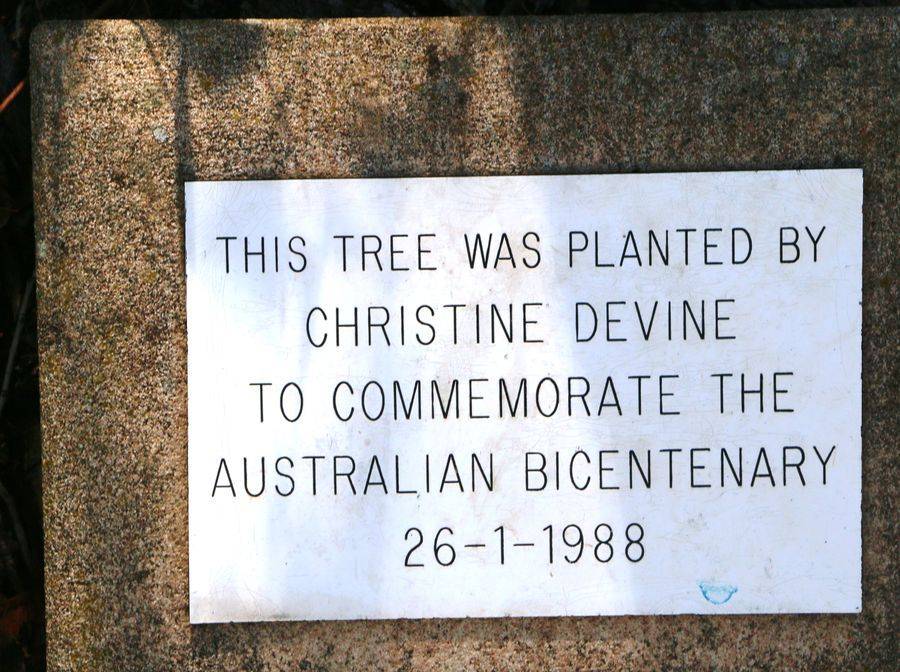 THIS TREE WAS PLANTED BY
CHRISTINE DEVINE
TO COMMEMORATE THE
AUSTRALIAN BICENTENARY
26-1-1988